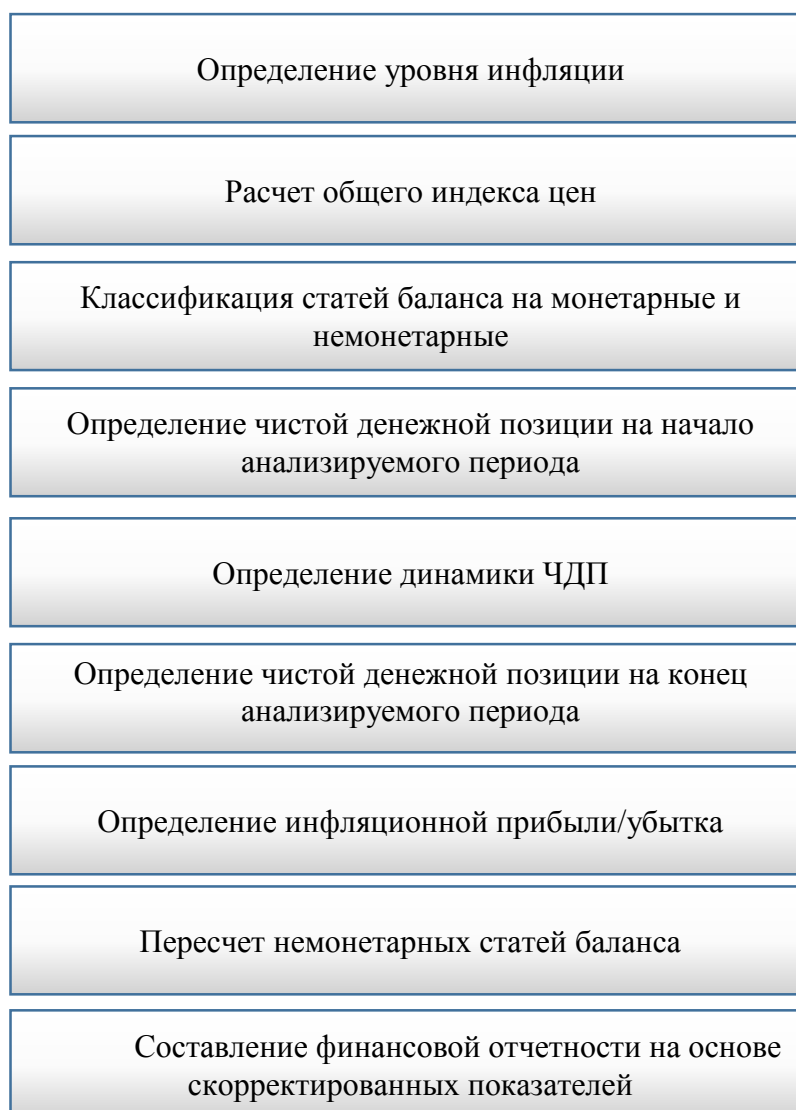 Определение уровня инфляции
Расчет общего индекса цен
Классификация статей баланса на монетарные и
немонетарные
Определение чистой денежной позиции на начало
анализируемого периода
Определение динамики ЧДП
Определение чистой денежной позиции на конец
анализируемого периода
Определение инфляционной прибыли/убытка
Пересчет немонетарных статей баланса
Составление финансовой отчетности на основе
скорректированных показателей